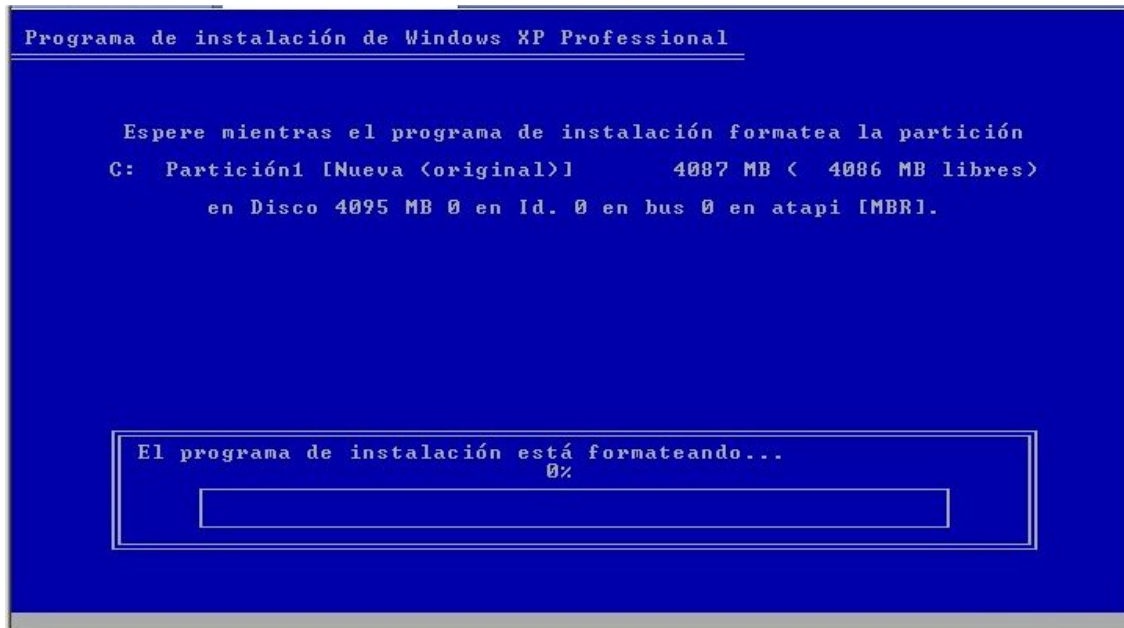 Programa de instalación de Windows XP Professional
Espere mientras el programa de instalación formatea la partición
C: Partición1 [Nueva (original)] 4087 MB ( 4086 MB libres)
en Disco 4095 MB 0 en Id. 0 en bus 0 en atapi [MBR].
El programa de instalación está formateando...
0%